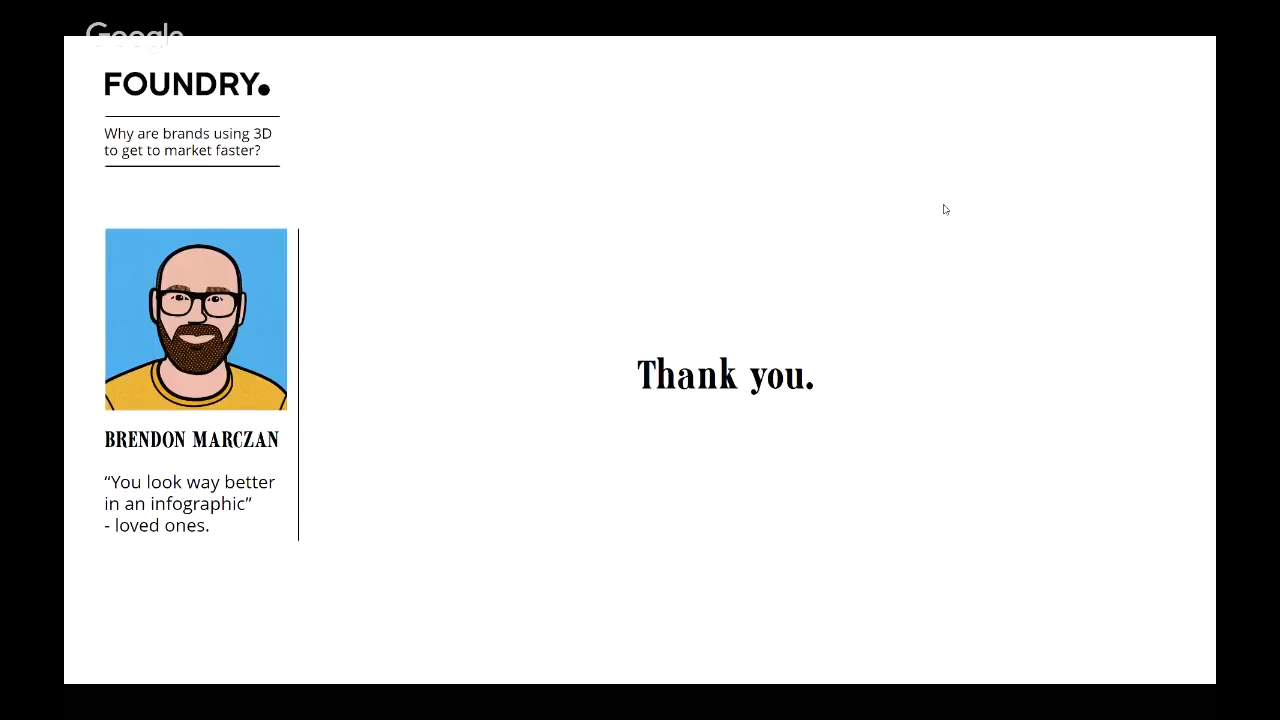 Google
FOUNDRY.
Why are brands using 3D
to get to market faster?
BRENDON MARCZAN
“You look way better
in an infographic”
- loved ones.
Thank you.